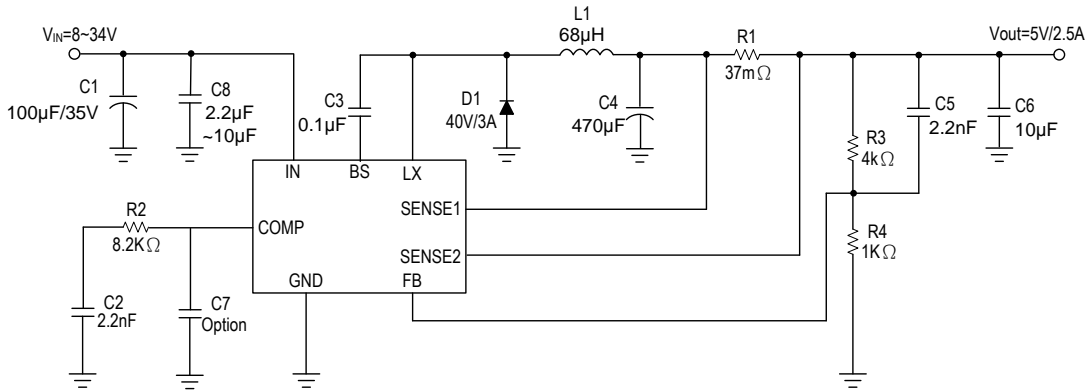 V_IN=8~34V
L1
68μH
R1
37mΩ
Vout=5V/2.5A
C1
100μF/35V
C8
2.2μF
~10μF
C3
0.1μF
D1
40V/3A
C4
470μF
R3
4kΩ
C5
2.2nF
C6
10μF
IN
BS
LX
SENSE1
COMP
SENSE2
GND
FB
R2
8.2KΩ
R4
1KΩ
C2
2.2nF
C7
Option